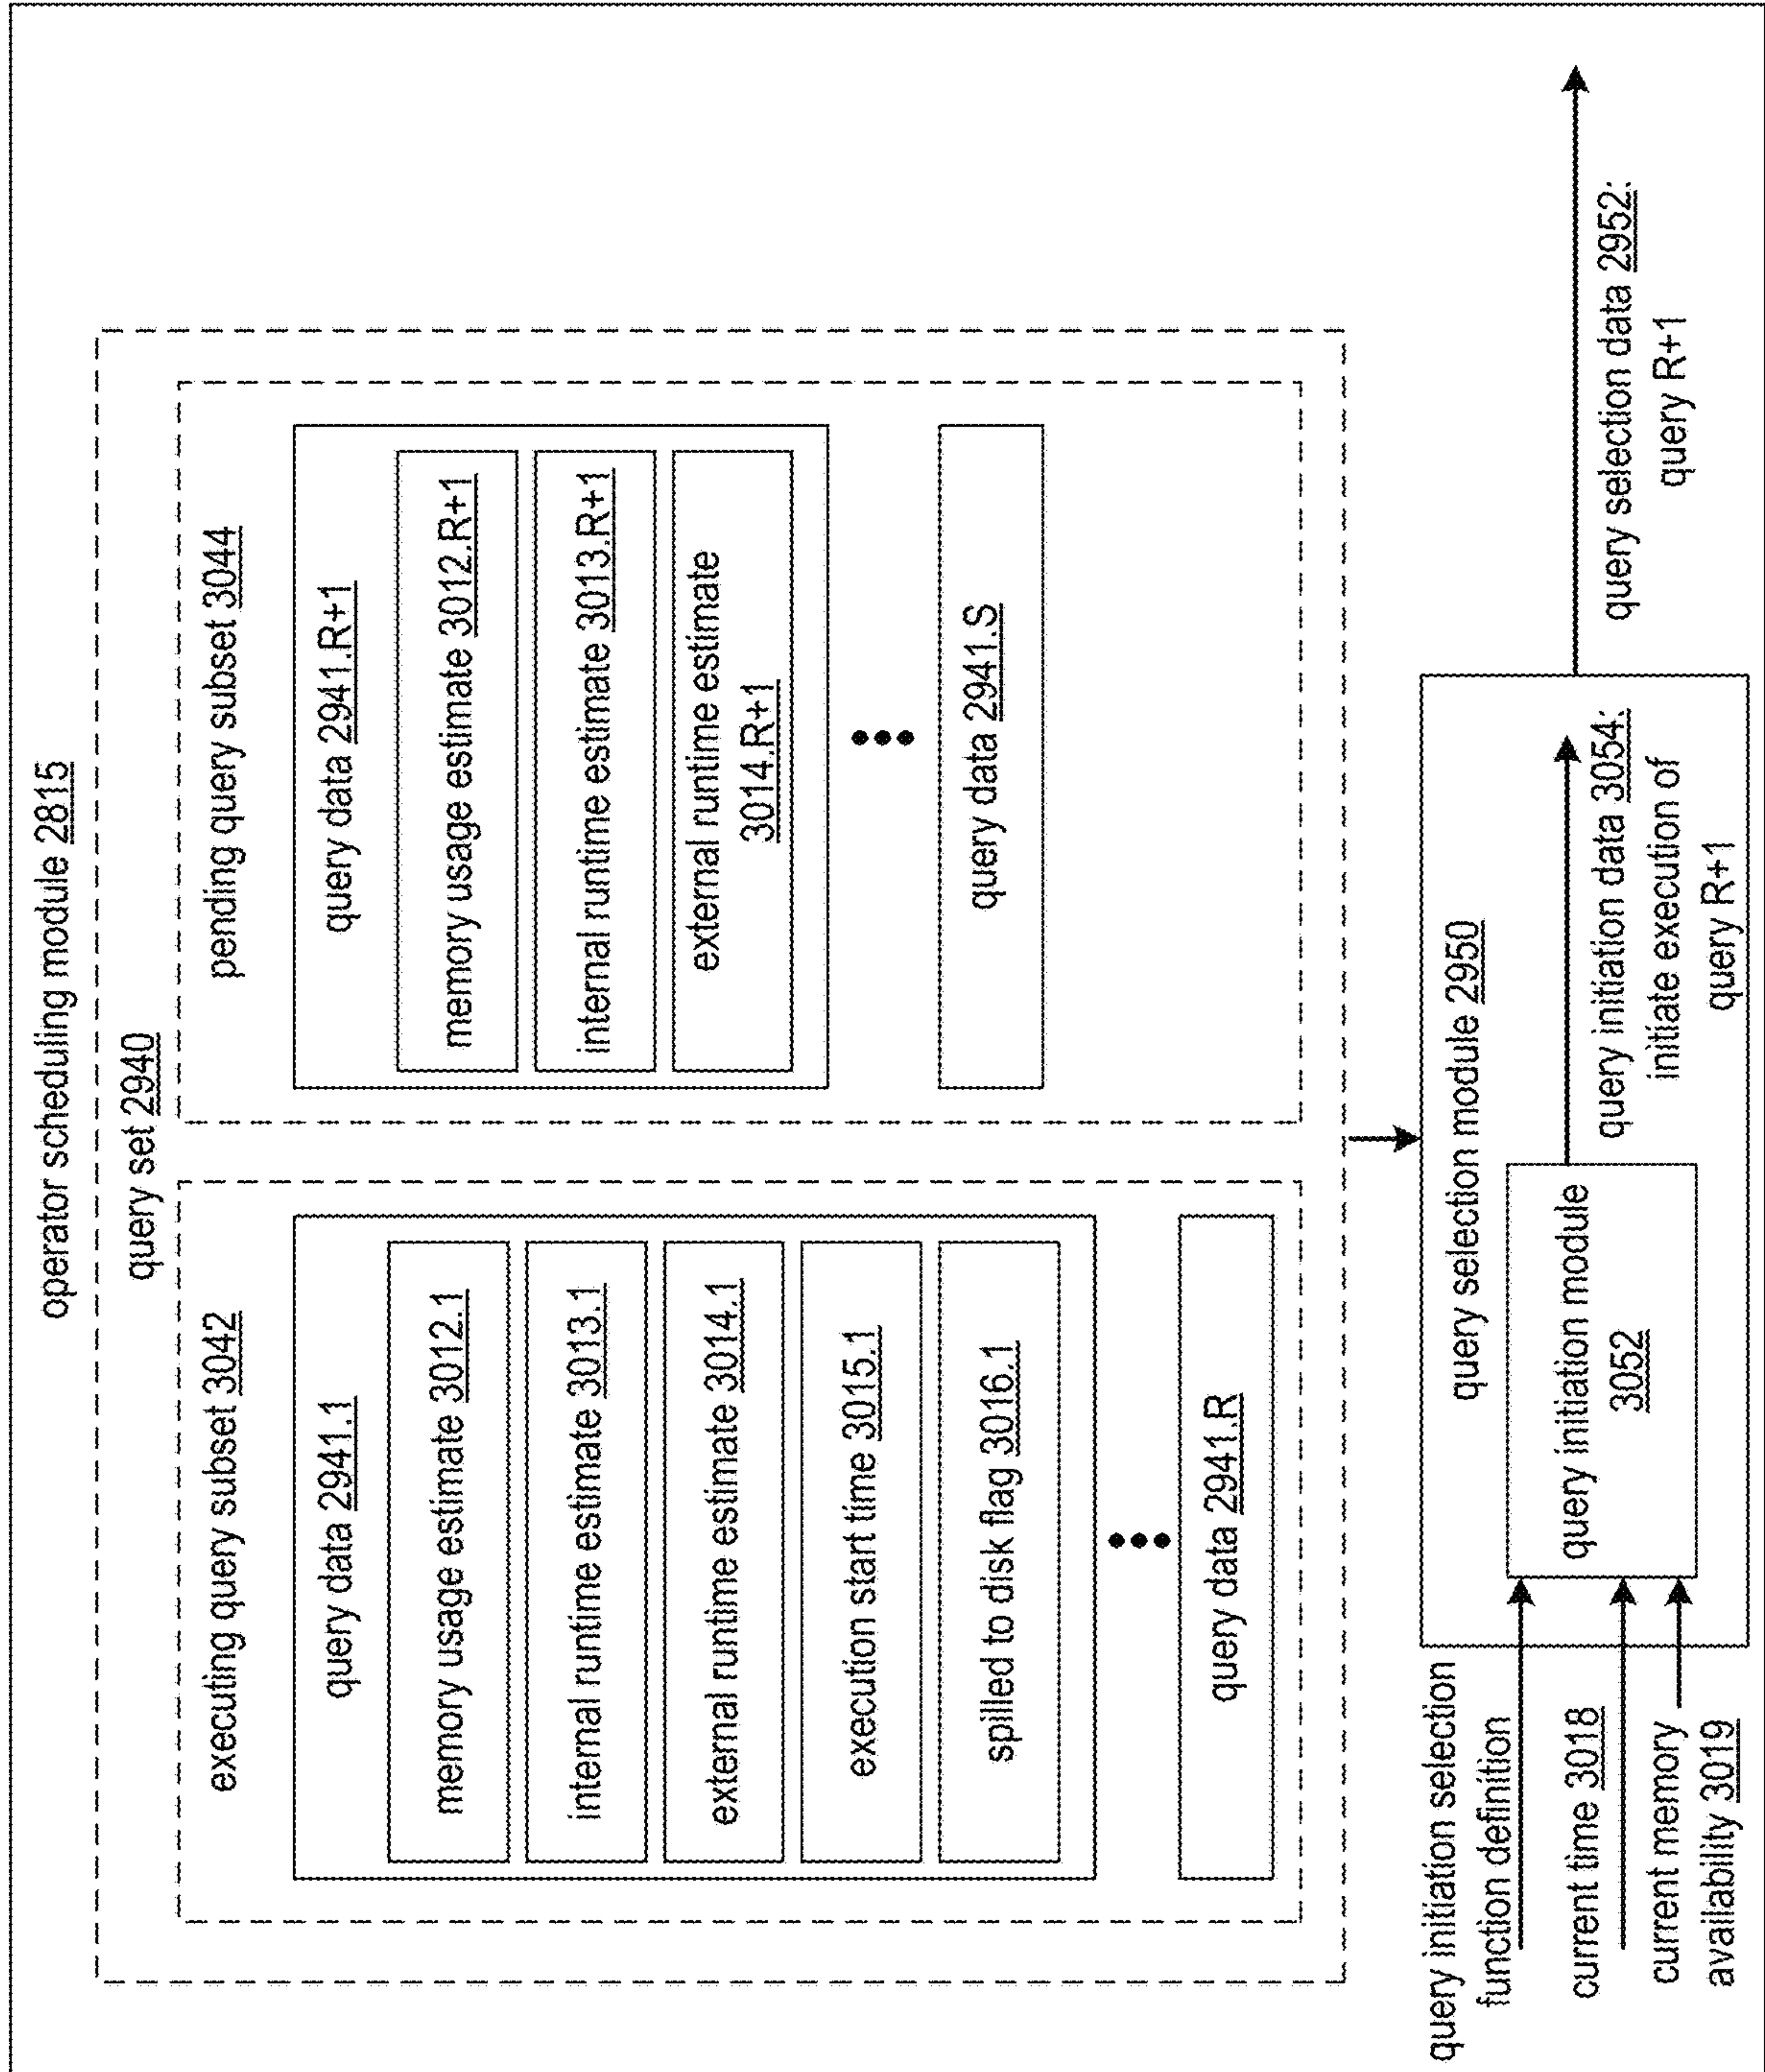 operator scheduling module 2815
query set 2940
executing query subset 3042
query data 2941.1
memory usage estimate 3012.1
internal runtime estimate 3013.1
external runtime estimate 3014.1
execution start time 3015.1
spilled to disk flag 3016.1
query data 2941.R
pending query subset 3044
query data 2941.R+1
memory usage estimate 3012.R+1
internal runtime estimate 3013.R+1
external runtime estimate
3014.R+1
query data 2941.S
query initiation selection
function definition
current time 3018
current memory
availability 3019
query selection module 2950
query initiation module
3052
query initiation data 3054:
initiate execution of
query R+1
query selection data 2952:
query R+1